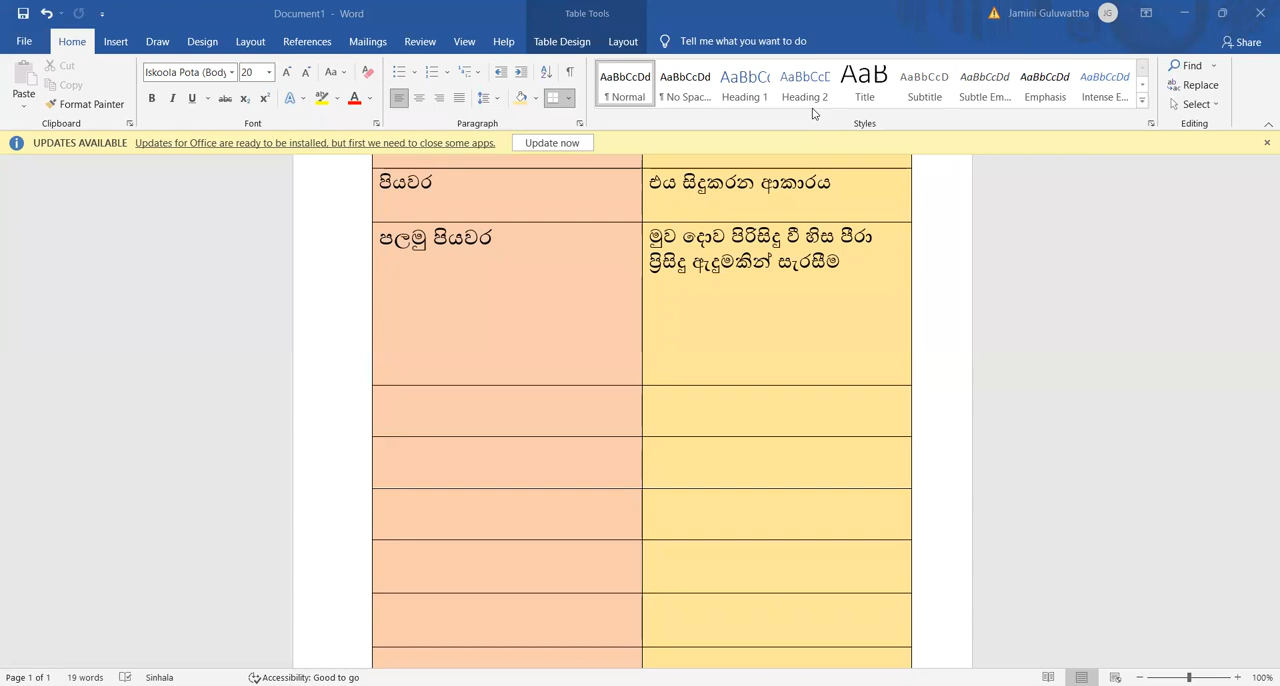 Document1 - Word
Table Tools
Jamini Guluwattha
JG
File
Home
Insert
Draw
Design
Layout
References
Mailings
Review
View
Help
Table Design
Layout
Tell me what you want to do
Share
Paste
Cut
Copy
Format Painter
Clipboard
Iskoola Pota (Body
20
Font
Paragraph
AaBbCcDd
¶ Normal
AaBbCcDd
¶ No Spac...
AaBbCc
Heading 1
AaBbCcE
Heading 2
AaB
Title
AaBbCcD
Subtitle
AaBbCcDd
Subtle Em...
AaBbCcDd
Emphasis
AaBbCcDd
Intense E...
Styles
Find
Replace
Select
Editing
UPDATES AVAILABLE Updates for Office are ready to be installed, but first we need to close some apps.
Update now
පියවර
එය සිදුකරන ආකාරය
පලමු පියවර
මුව දොව පිරිසිදු වී හිස පීරා
ප්‍රිසිදු ඇදුමකින් සැරසීම
Page 1 of 1
19 words
Sinhala
Accessibility: Good to go
100%